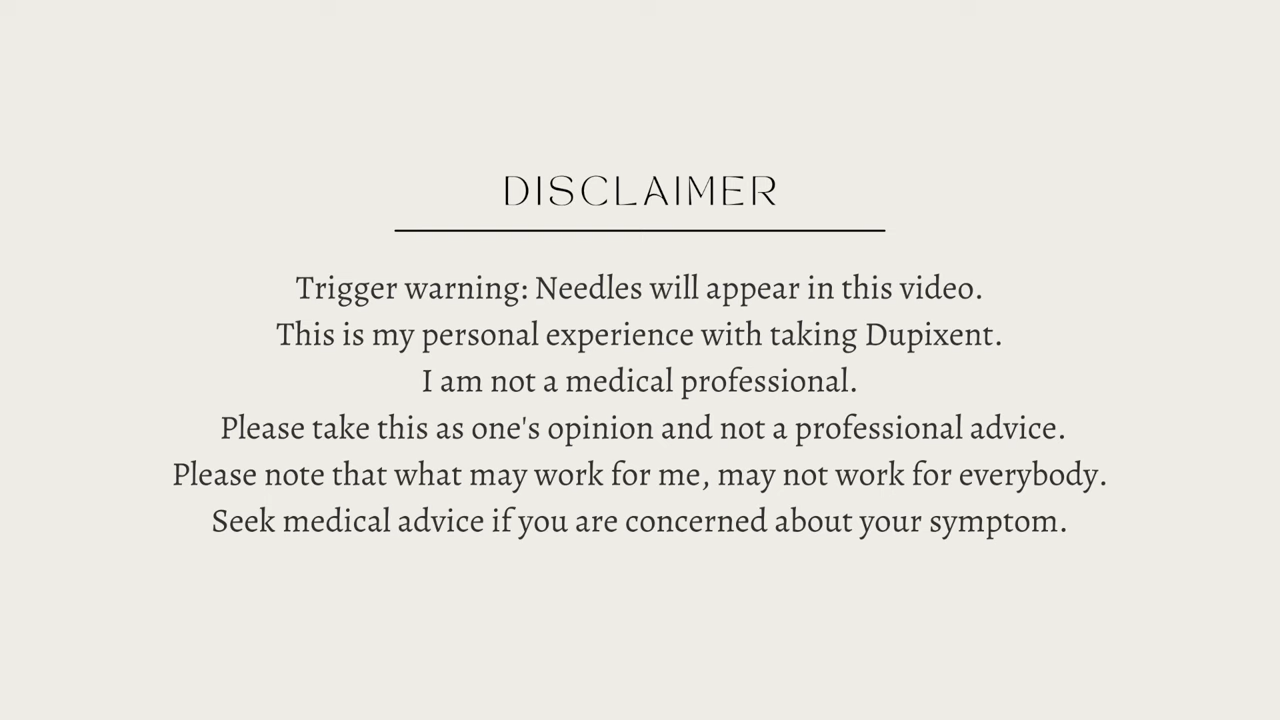 DISCLAIMER
Trigger warning: Needles will appear in this video.
This is my personal experience with taking Dupixent.
I am not a medical professional.
Please take this as one's opinion and not a professional advice.
Please note that what may work for me, may not work for everybody.
Seek medical advice if you are concerned about your symptom.